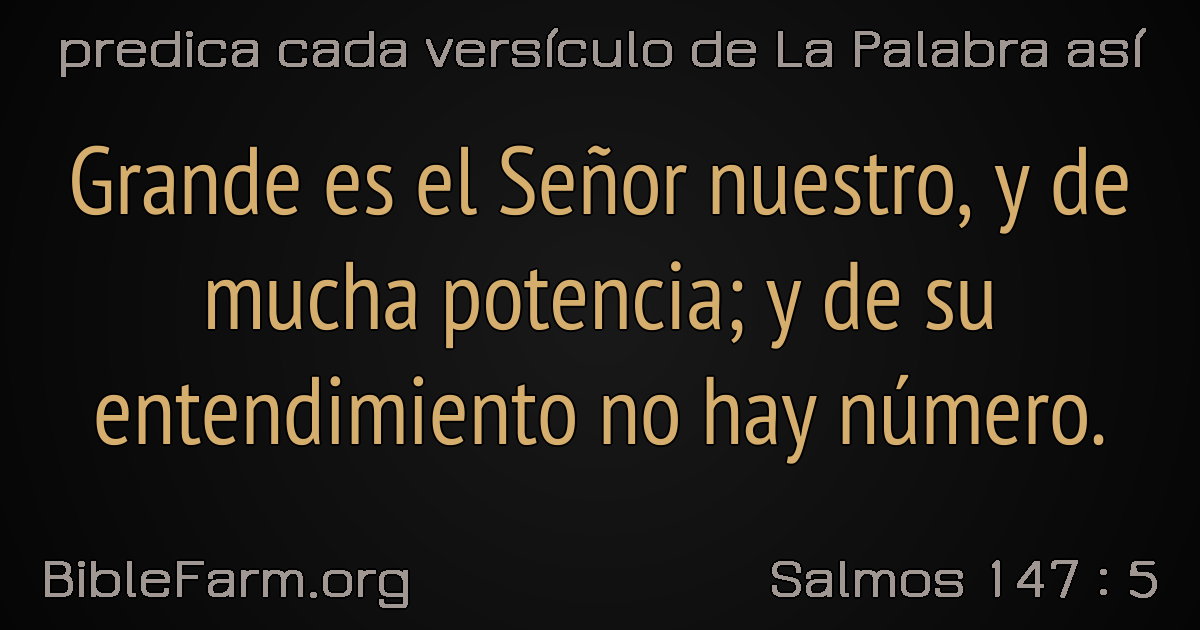 predica cada versículo de La Palabra así
Grande es el Señor nuestro, y de
mucha potencia; y de su
entendimiento no hay número.
BibleFarm.org
Salmos 147 : 5